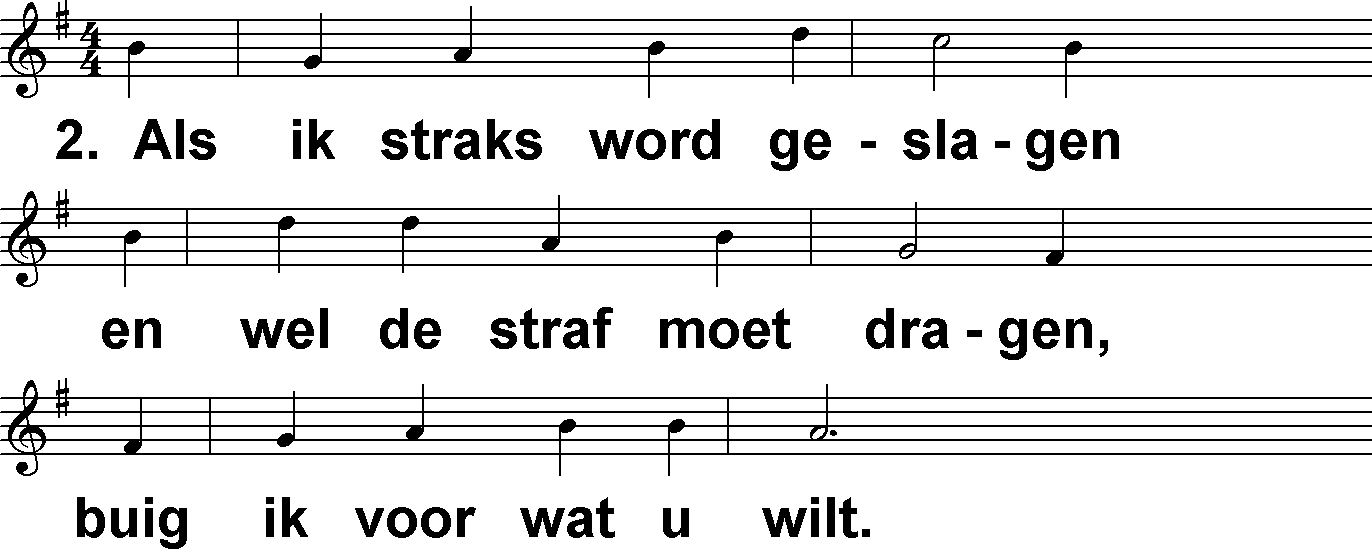 2. Als ik straks word ge - sla - gen
en wel de straf moet dra - gen,
buig ik voor wat u wilt.